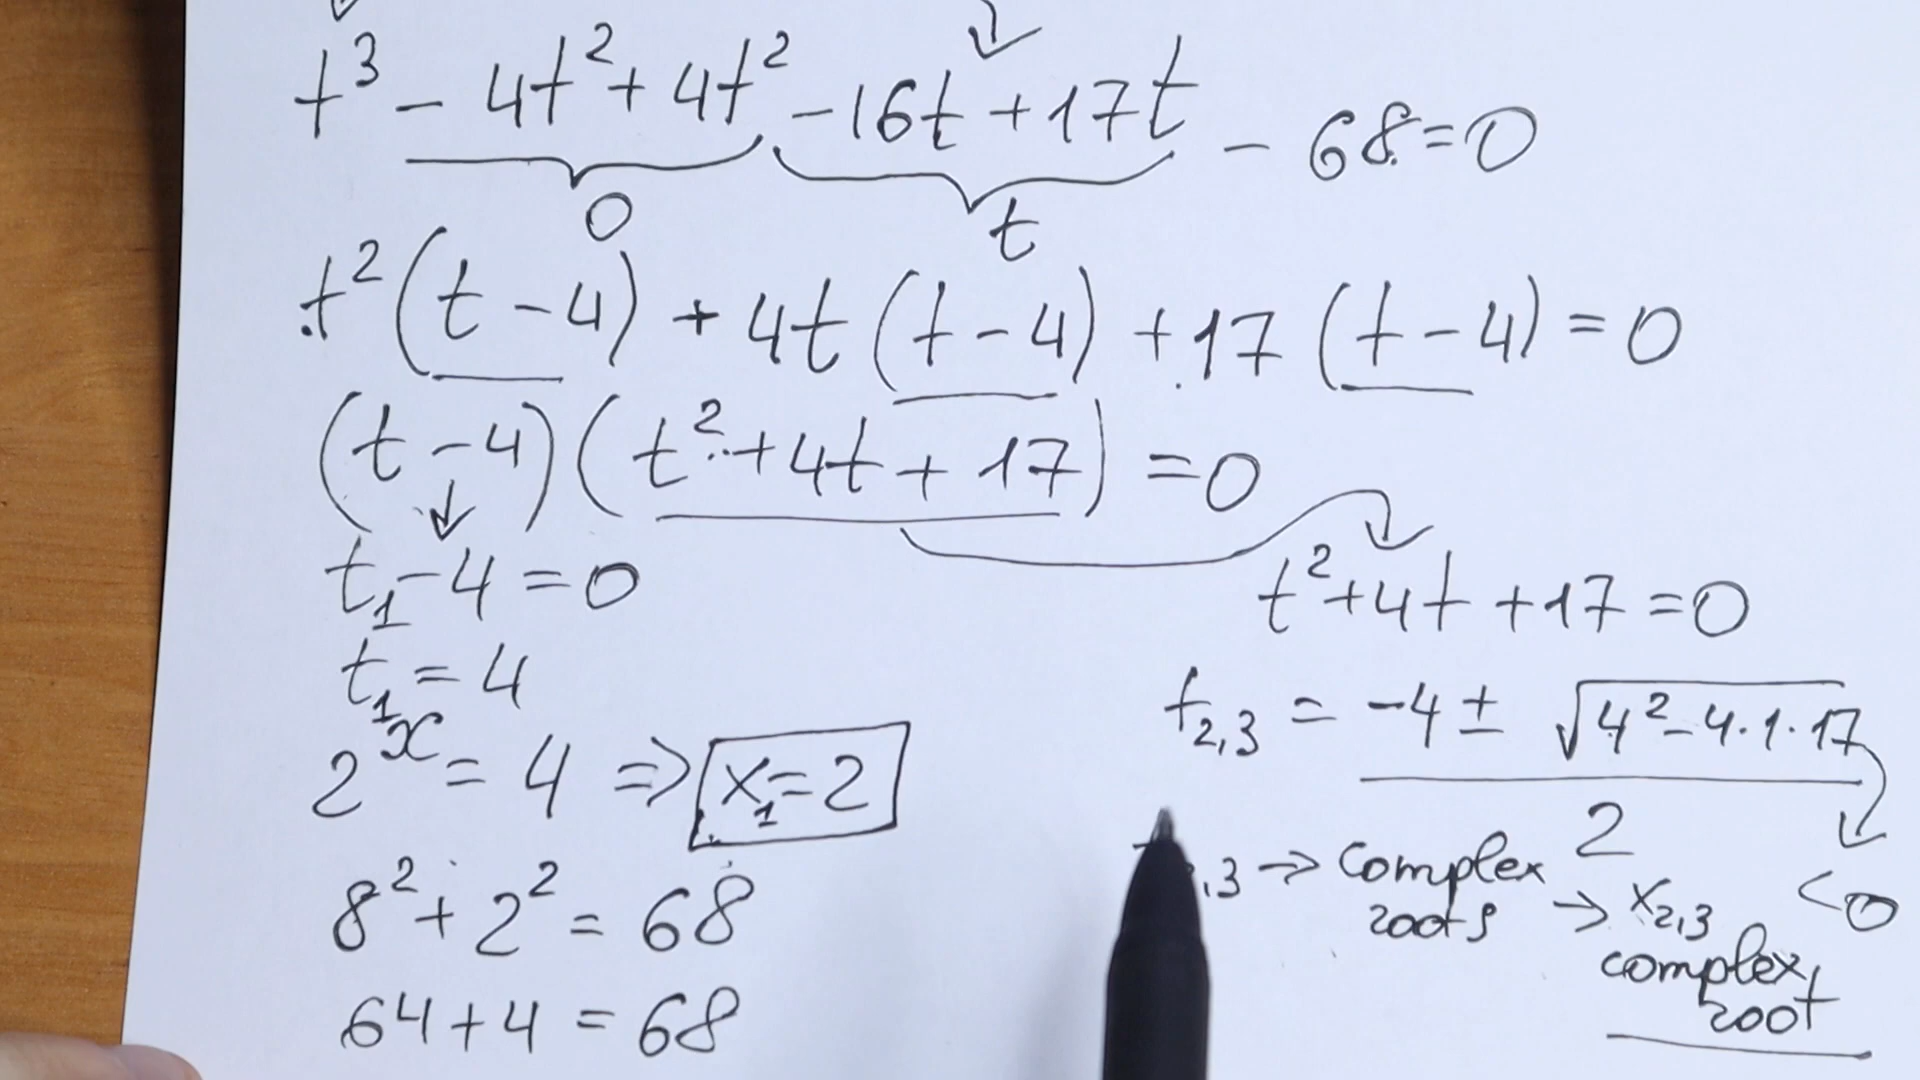 t³ - 4t² + 4t² - 16t + 17t - 68 = 0
0 t
t²(t - 4) + 4t(t - 4) + 17(t - 4) = 0
(t - 4)(t² + 4t + 17) = 0
t₁ - 4 = 0
t₁ = 4
2ˣ = 4 => x₁ = 2
8² + 2² = 68
64 + 4 = 68
t² + 4t + 17 = 0
t₂,₃ = (-4 ± √(4² - 4·1·17)) / 2
<0
,₃ → complex roots → x₂,₃ complex root